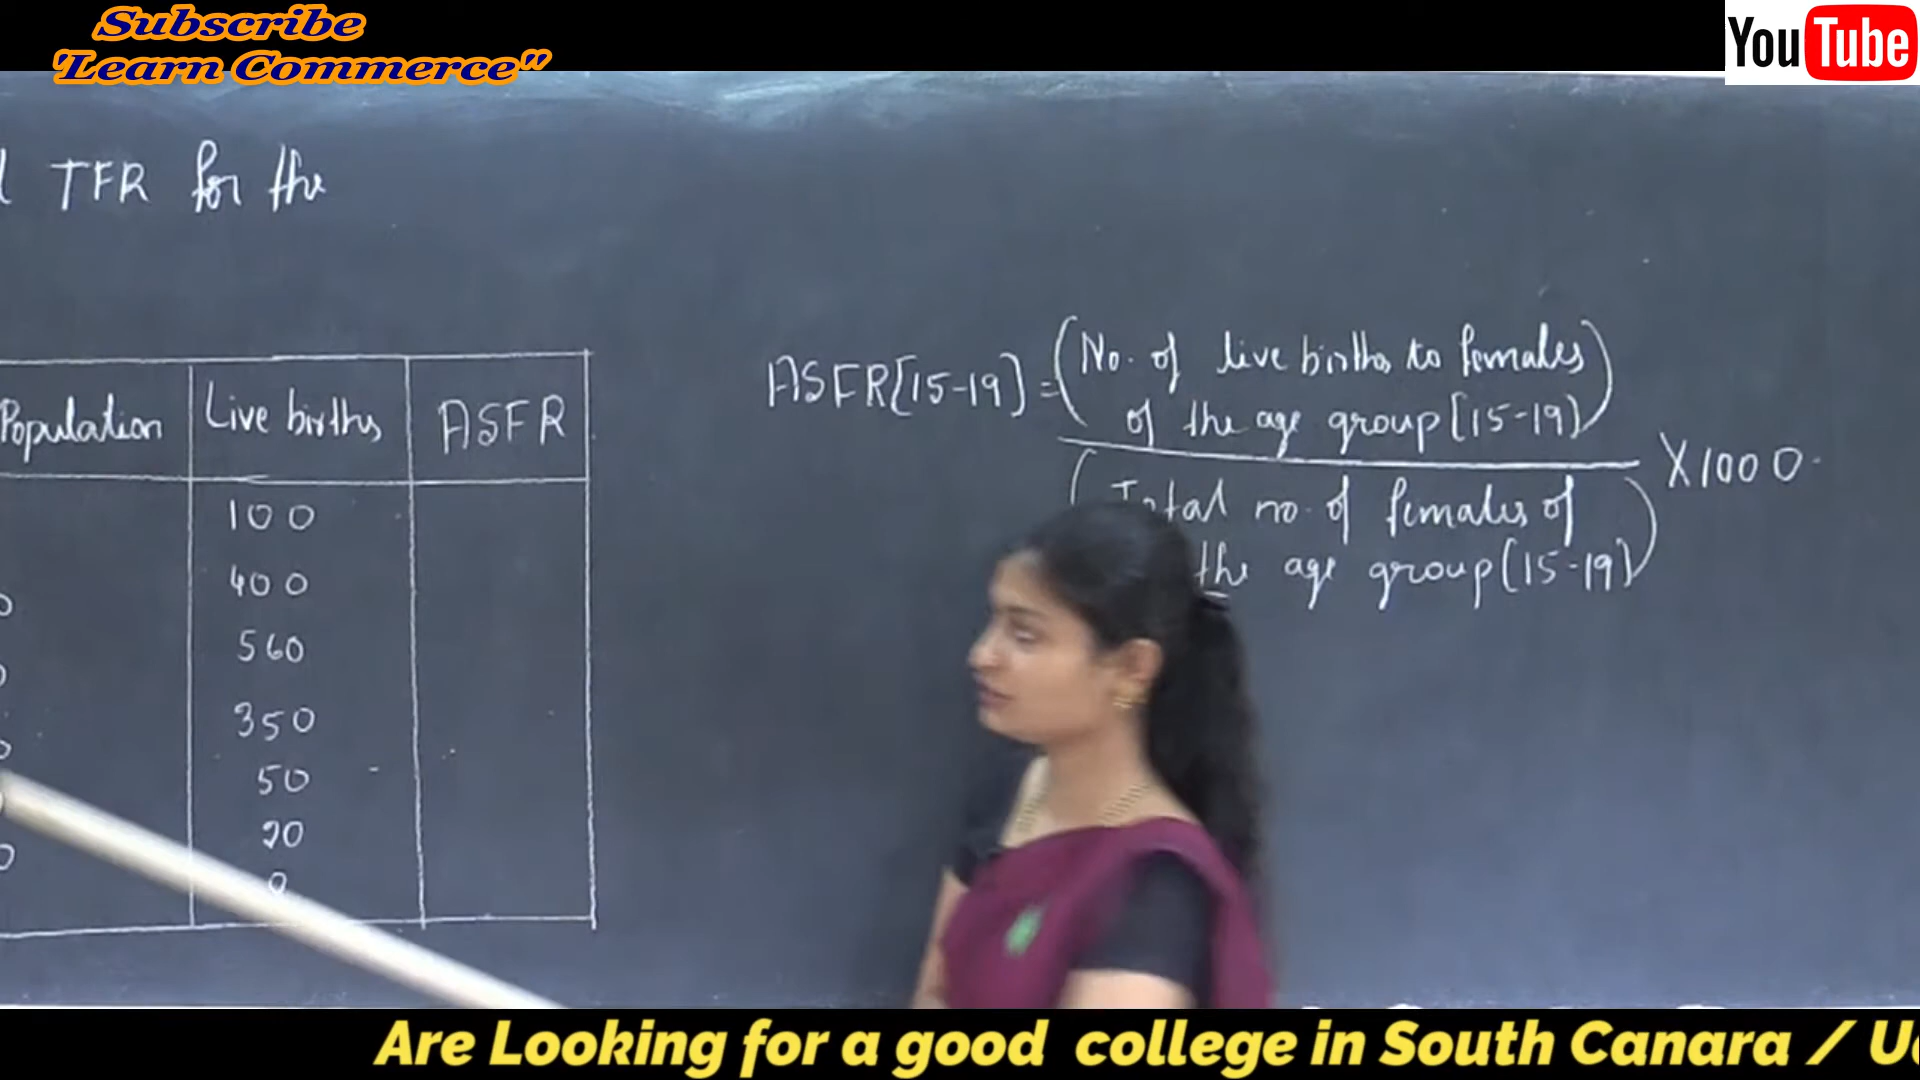 Subscribe
"Learn Commerce"
YouTube
TFR for the
Population Live births ASFR
100
400
560
350
50
20
0
ASFR[15-19] = (No. of live births to females
of the age group [15-19])
X1000
(Total no. of females of
the age group (15-19)
Are Looking for a good college in South Canara /